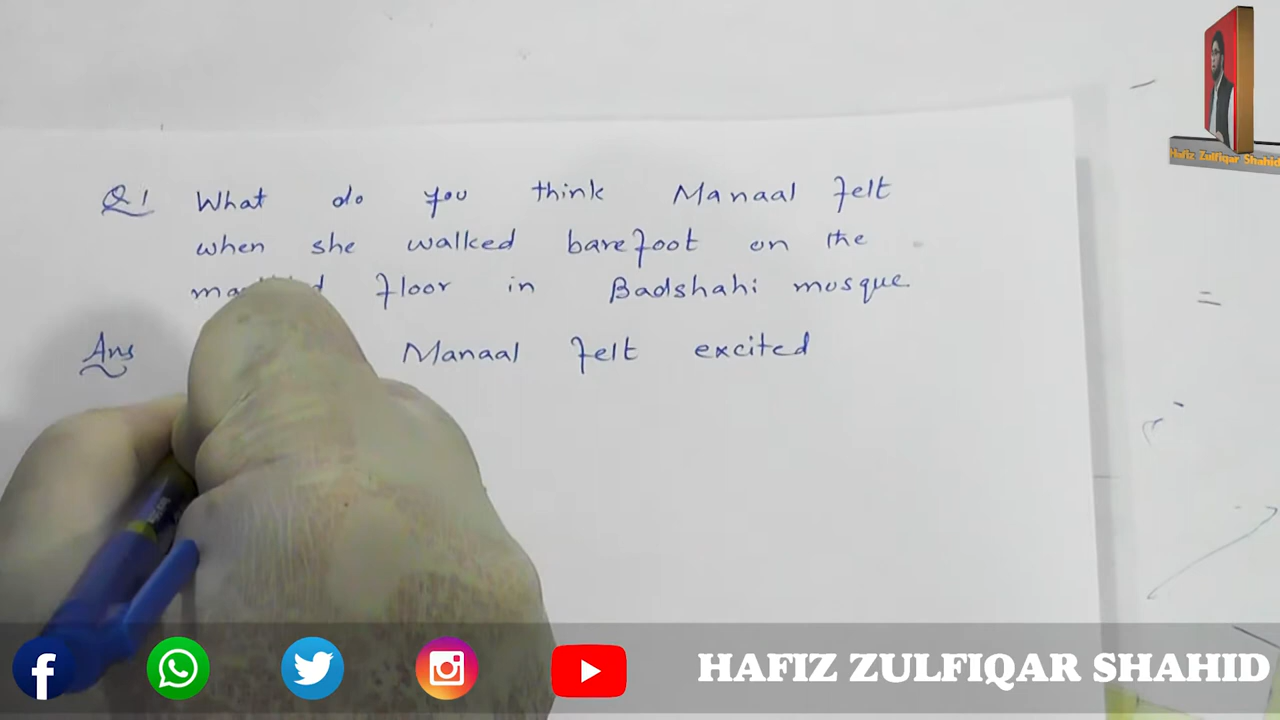 Hafiz Zulfiqar Shahid
Q1 What do you think Manaal felt
when she walked barefoot on the
floor in Badshahi mosque.
Ans Manaal felt excited
HAFIZ ZULFIQAR SHAHID